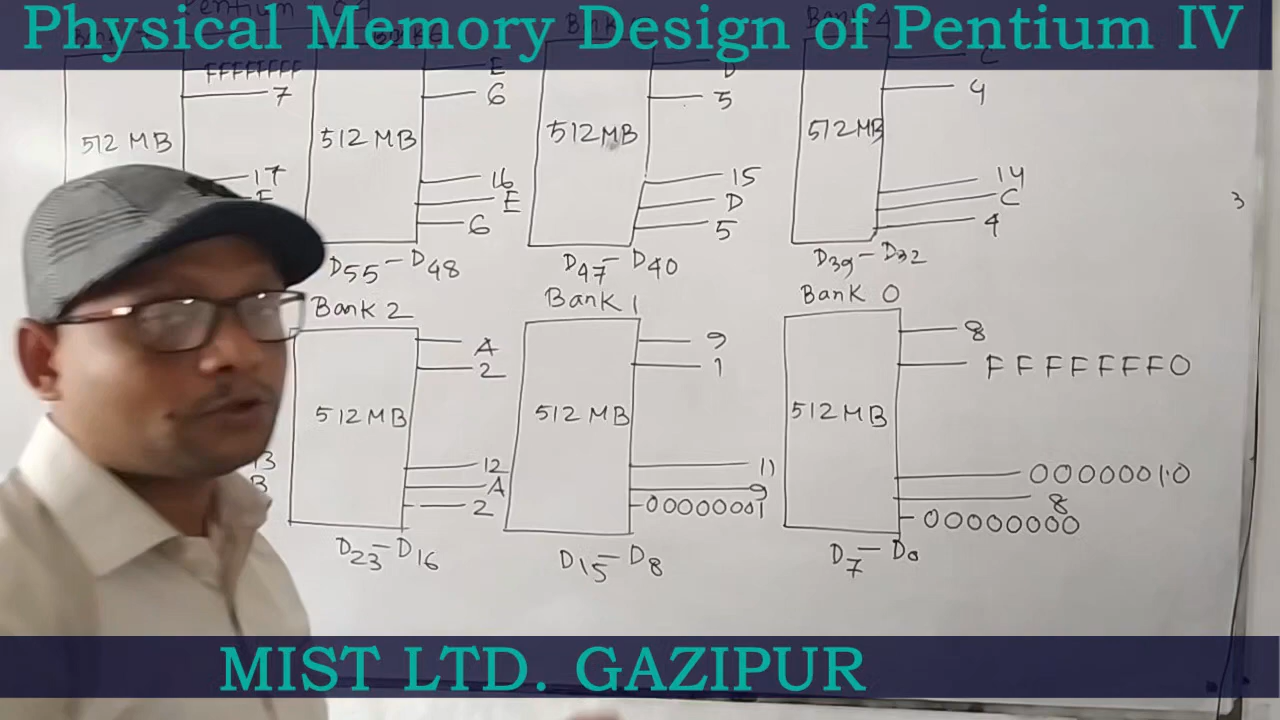 Physical Memory Design of Pentium IV
FFFFFFFF
7
E
6
5
4
512 MB
512 MB
512 MB
512 MB
17
16
15
14
E
D
C
6
5
4
3
D55 - D48
D47 - D40
D39 - D32
Bank 2
Bank 1
Bank 0
A
9
8
2
1
FFFFFFF0
512 MB
512 MB
512 MB
12
11
00000010
A
9
8
2
00000001
00000000
D23 - D16
D15 - D8
D7 - D0
MIST LTD. GAZIPUR